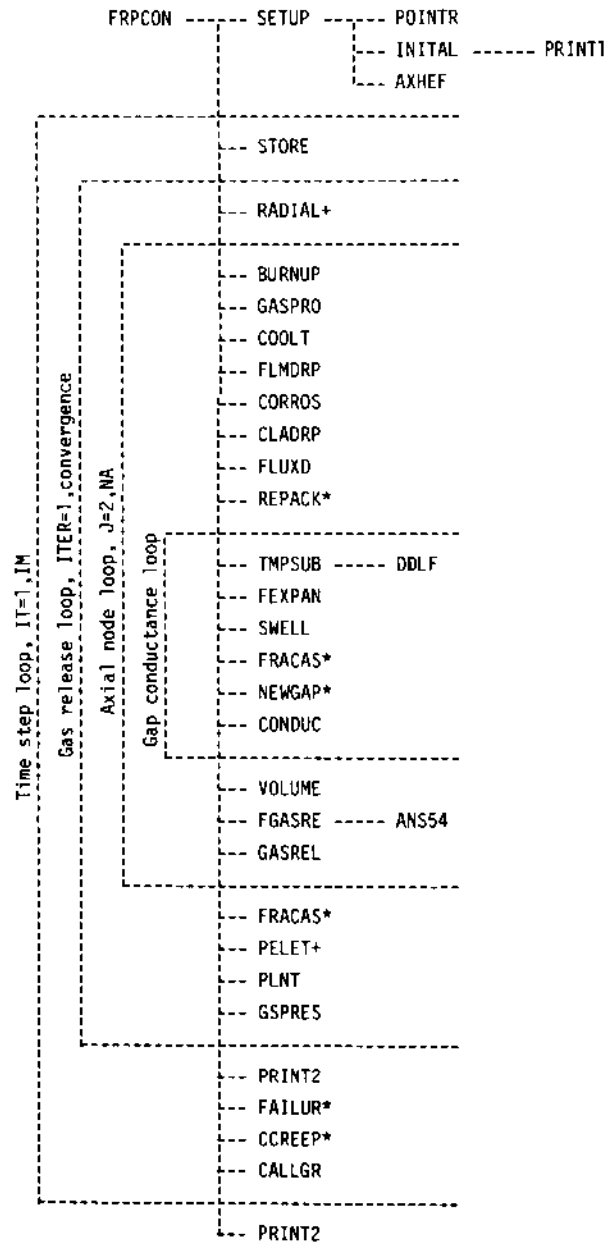 FRPCON SETUP POINTR
INITAL PRINT1
AXHEF
STORE
RADIAL+
BURNUP
GASPRO
COOLT
FLMDRP
CORROS
CLADRP
FLUXD
REPACK*
TMPSUB DDLF
FEXPAN
SWELL
FRACAS*
NEWGAP*
CONDUC
VOLUME
FGASRE ANS54
GASREL
FRACAS*
PELET+
PLNT
GSPRES
PRINT2
FAILUR*
CCREEP*
CALLGR
PRINT2
Time step loop, IT=1,IM
Gas release loop, ITER=1,convergence
Axial node loop, J=2,NA
Gap conductance loop